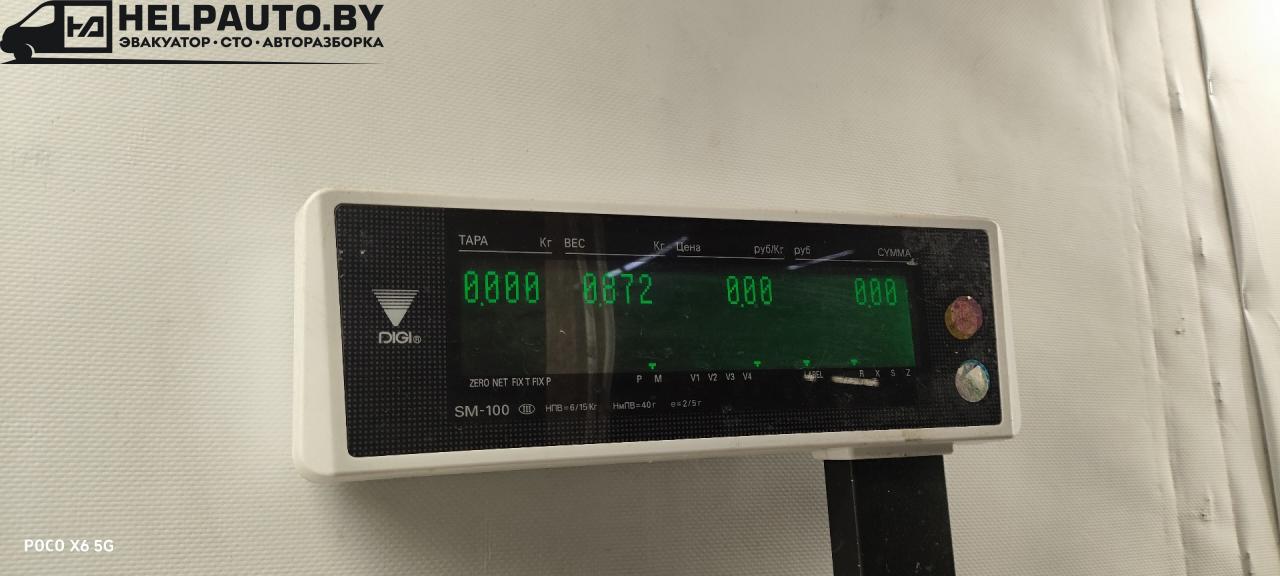 HELPAUTO.BY
ЭВАКУАТОР · СТО · АВТОРАЗБОРКА
ТАРА Кг ВЕС Кг Цена руб/Кг руб СУММА
0.000 0.872 0.00 0.00
DIGI®
ZERO NET FIX T FIX P P M V1 V2 V3 V4 LABEL R X S Z
SM-100 III НПВ=6/15Кг НмПВ=40г e=2/5г
POCO X6 5G